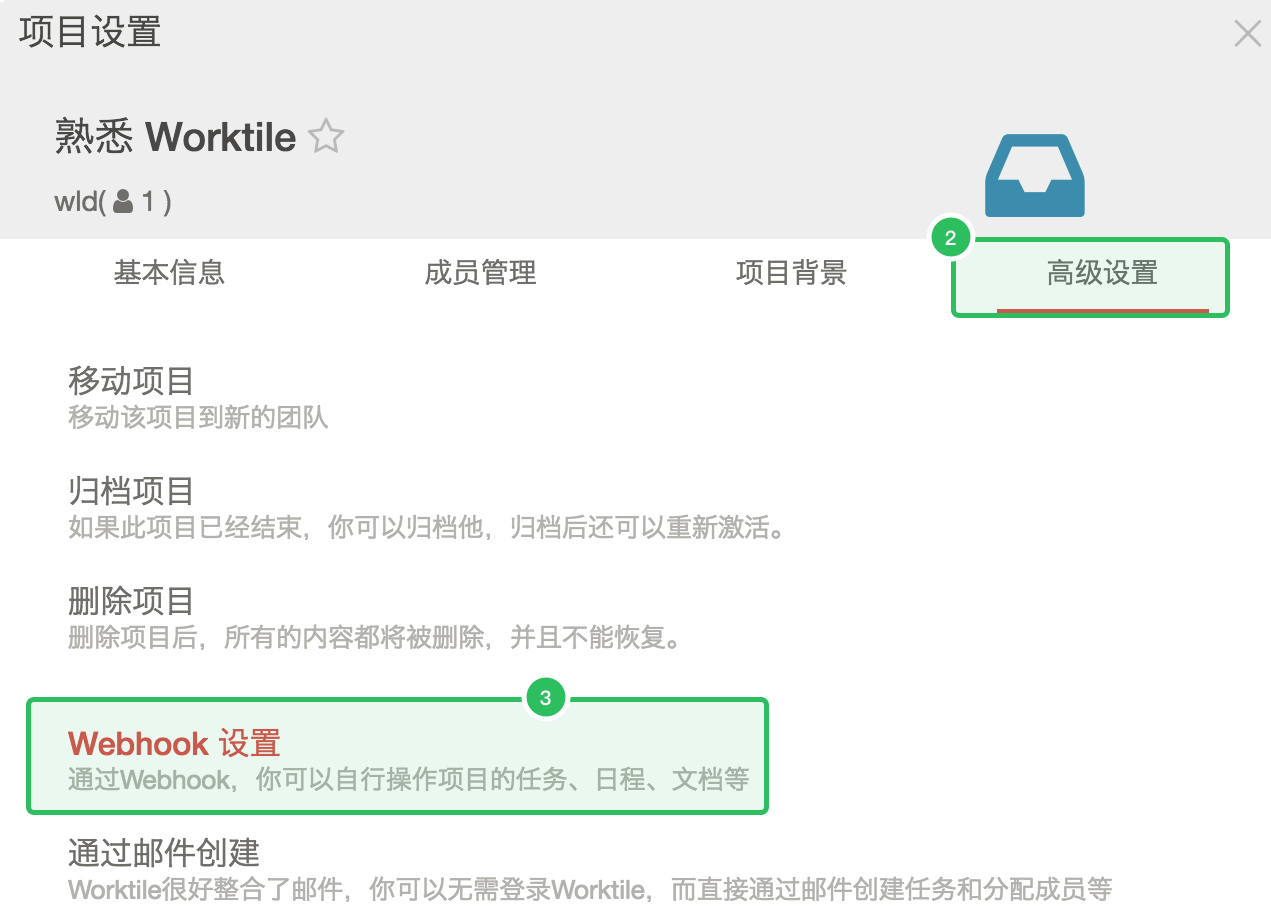 项目设置
熟悉 Worktile
wld( 1 )
2
基本信息 成员管理 项目背景 高级设置
移动项目
移动该项目到新的团队
归档项目
如果此项目已经结束，你可以归档他，归档后还可以重新激活。
删除项目
删除项目后，所有的内容都将被删除，并且不能恢复。
3
Webhook 设置
通过Webhook，你可以自行操作项目的任务、日程、文档等
通过邮件创建
Worktile很好整合了邮件，你可以无需登录Worktile，而直接通过邮件创建任务和分配成员等